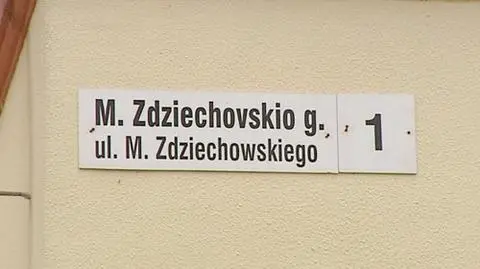 M. Zdziechovskio g. 1
ul. M. Zdziechowskiego